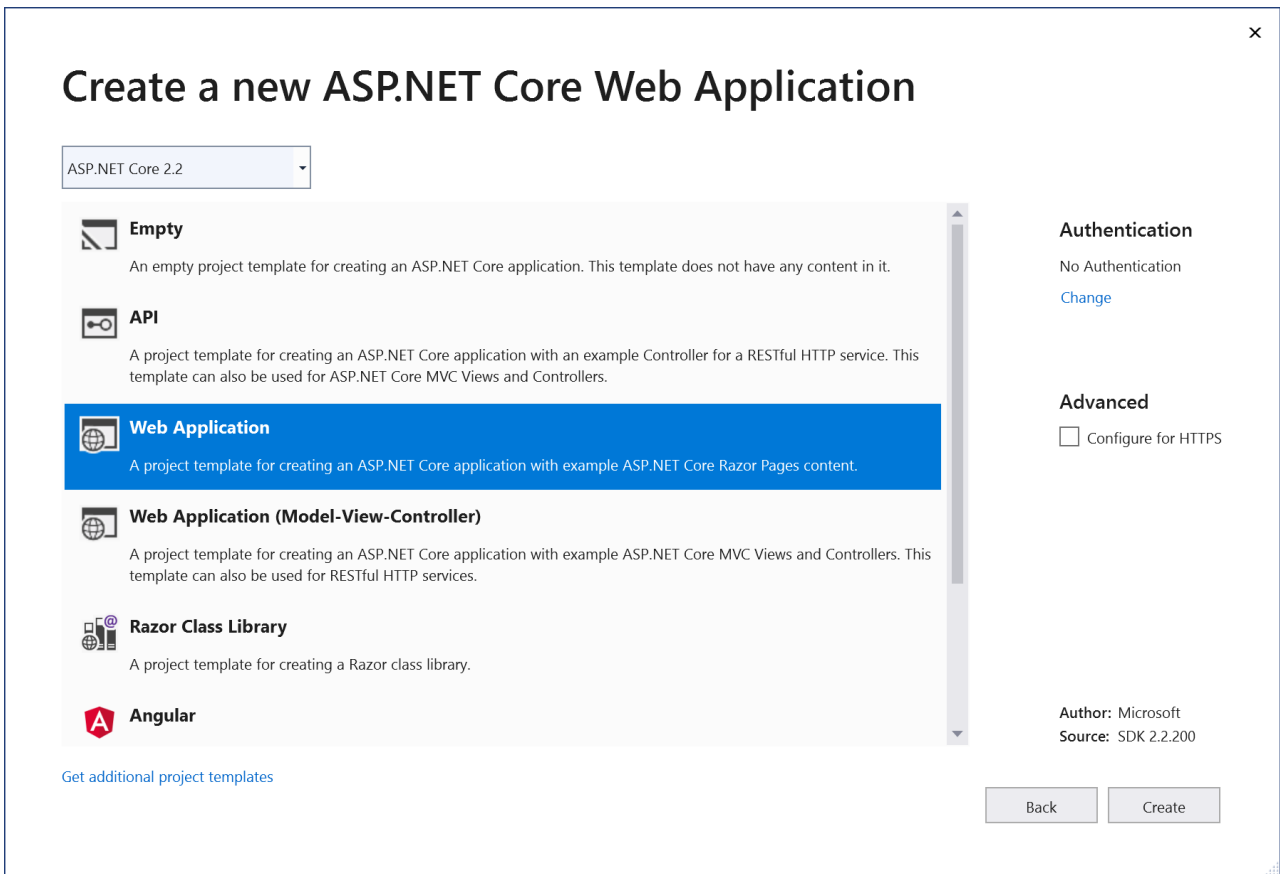 Create a new ASP.NET Core Web Application
ASP.NET Core 2.2
Empty
An empty project template for creating an ASP.NET Core application. This template does not have any content in it.
API
A project template for creating an ASP.NET Core application with an example Controller for a RESTful HTTP service. This
template can also be used for ASP.NET Core MVC Views and Controllers.
Web Application
A project template for creating an ASP.NET Core application with example ASP.NET Core Razor Pages content.
Web Application (Model-View-Controller)
A project template for creating an ASP.NET Core application with example ASP.NET Core MVC Views and Controllers. This
template can also be used for RESTful HTTP services.
Razor Class Library
A project template for creating a Razor class library.
Angular
Get additional project templates
Authentication
No Authentication
Change
Advanced
Configure for HTTPS
Author: Microsoft
Source: SDK 2.2.200
Back
Create